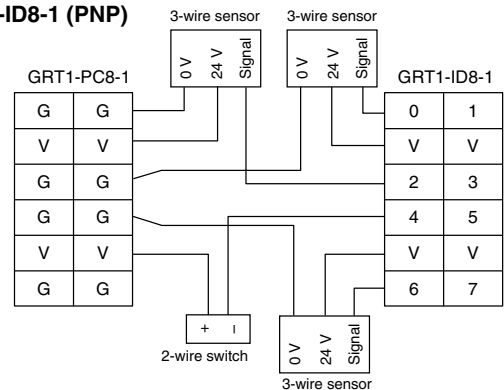 -ID8-1 (PNP)
3-wire sensor
3-wire sensor
0 V
24 V
Signal
0 V
24 V
Signal
GRT1-PC8-1
GRT1-ID8-1
G G
V V
G G
G G
V V
G G
0 1
V V
2 3
4 5
V V
6 7
+ –
2-wire switch
0 V
24 V
Signal
3-wire sensor